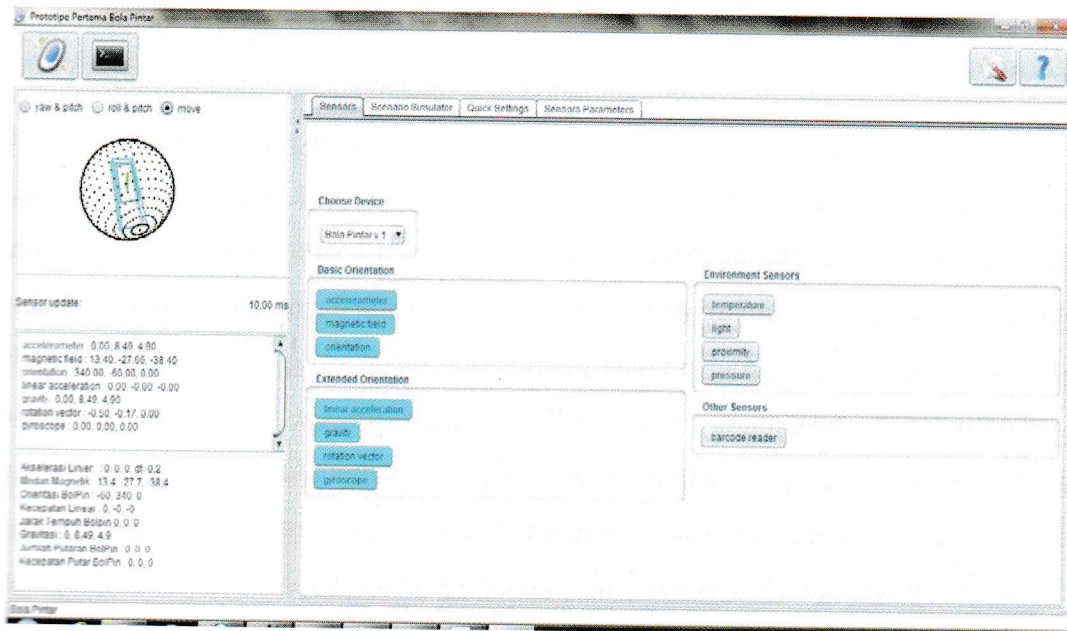 Prototipe Pertama Bola Pintar
yaw & pitch roll & pitch move
Sensors Scenario Simulator Quick Settings Sensors Parameters
Choose Device
Bola Pintar v 1
Basic Orientation
accelerometer
magnetic field
orientation
Extended Orientation
linear acceleration
gravity
rotation vector
gyroscope
Environment Sensors
temperature
light
proximity
pressure
Other Sensors
barcode reader
Sensor update: 10,00 ms
accelerometer: 0,00, 8,49, 4,90
magnetic field : 13,40, -27,66, -38,40
orientation: 340,00, -60,00, 0,00
linear acceleration: 0,00, -0,00, -0,00
gravity: 0,00, 8,49, 4,90
rotation vector : -0,50, -0,17, 0,00
gyroscope : 0,00, 0,00, 0,00
Akselerasi Linier : 0, 0, 0, dt: 0,2
Medan Magnetik : 13,4, -27,7, -38,4
Orientasi BolPin : -60, 340, 0
Kecepatan Linear : 0, -0, -0
Jarak Tempuh Bolpin 0, 0, 0
Gravitasi : 0, 8,49, 4,9
Jumlah Putaran BolPin : 0, 0, 0
Kecepatan Putar BolPin : 0, 0, 0
Bola Pintar